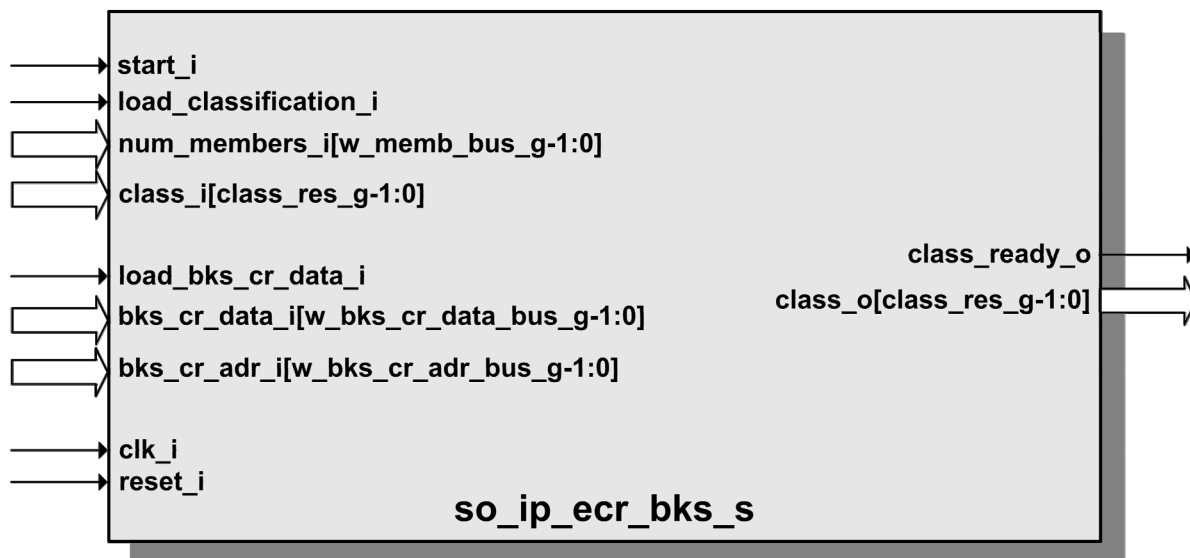 start_i
load_classification_i
num_members_i[w_memb_bus_g-1:0]
class_i[class_res_g-1:0]
load_bks_cr_data_i
bks_cr_data_i[w_bks_cr_data_bus_g-1:0]
bks_cr_adr_i[w_bks_cr_adr_bus_g-1:0]
clk_i
reset_i
class_ready_o
class_o[class_res_g-1:0]
so_ip_ecr_bks_s